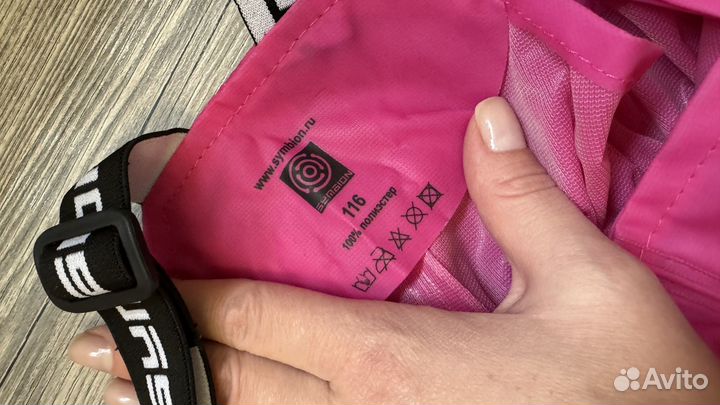 www.symbion.ru
SYMBION
116
100% полиэстер
Avito